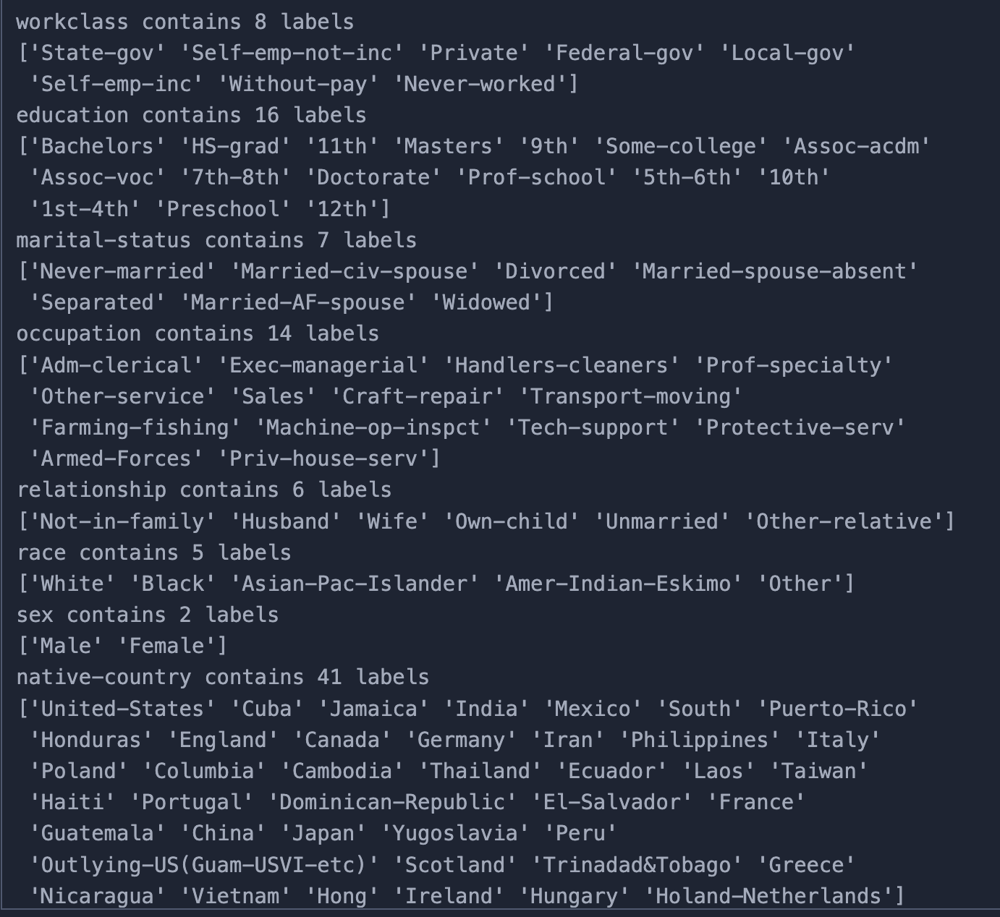 workclass contains 8 labels
['State-gov' 'Self-emp-not-inc' 'Private' 'Federal-gov' 'Local-gov'
 'Self-emp-inc' 'Without-pay' 'Never-worked']
education contains 16 labels
['Bachelors' 'HS-grad' '11th' 'Masters' '9th' 'Some-college' 'Assoc-acdm'
 'Assoc-voc' '7th-8th' 'Doctorate' 'Prof-school' '5th-6th' '10th'
 '1st-4th' 'Preschool' '12th']
marital-status contains 7 labels
['Never-married' 'Married-civ-spouse' 'Divorced' 'Married-spouse-absent'
 'Separated' 'Married-AF-spouse' 'Widowed']
occupation contains 14 labels
['Adm-clerical' 'Exec-managerial' 'Handlers-cleaners' 'Prof-specialty'
 'Other-service' 'Sales' 'Craft-repair' 'Transport-moving'
 'Farming-fishing' 'Machine-op-inspct' 'Tech-support' 'Protective-serv'
 'Armed-Forces' 'Priv-house-serv']
relationship contains 6 labels
['Not-in-family' 'Husband' 'Wife' 'Own-child' 'Unmarried' 'Other-relative']
race contains 5 labels
['White' 'Black' 'Asian-Pac-Islander' 'Amer-Indian-Eskimo' 'Other']
sex contains 2 labels
['Male' 'Female']
native-country contains 41 labels
['United-States' 'Cuba' 'Jamaica' 'India' 'Mexico' 'South' 'Puerto-Rico'
 'Honduras' 'England' 'Canada' 'Germany' 'Iran' 'Philippines' 'Italy'
 'Poland' 'Columbia' 'Cambodia' 'Thailand' 'Ecuador' 'Laos' 'Taiwan'
 'Haiti' 'Portugal' 'Dominican-Republic' 'El-Salvador' 'France'
 'Guatemala' 'China' 'Japan' 'Yugoslavia' 'Peru'
 'Outlying-US(Guam-USVI-etc)' 'Scotland' 'Trinadad&Tobago' 'Greece'
 'Nicaragua' 'Vietnam' 'Hong' 'Ireland' 'Hungary' 'Holand-Netherlands']